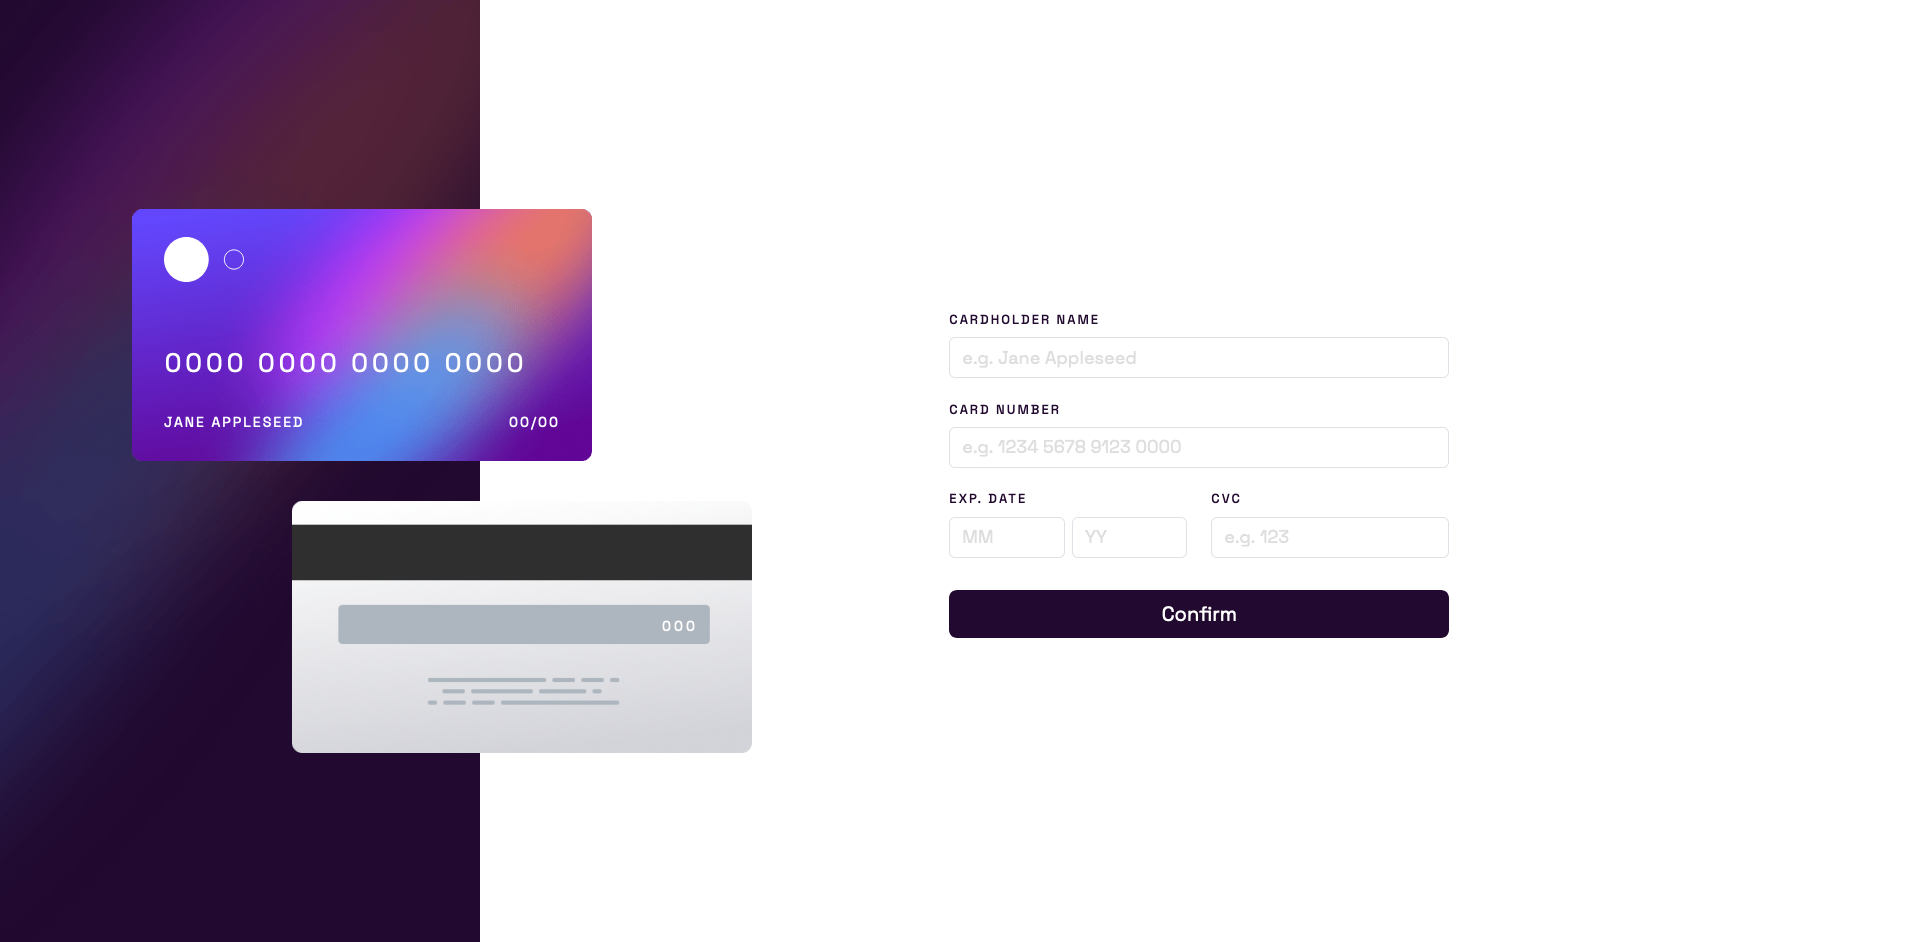 0000 0000 0000 0000
JANE APPLESEED 00/00
000
CARDHOLDER NAME
e.g. Jane Appleseed
CARD NUMBER
e.g. 1234 5678 9123 0000
EXP. DATE CVC
MM YY e.g. 123
Confirm